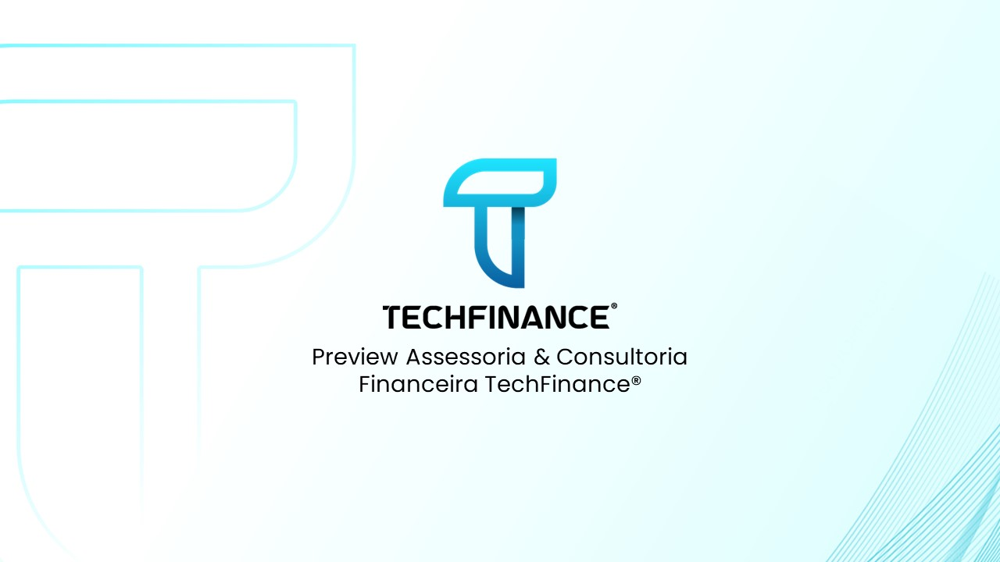 TECHFINANCE®
Preview Assessoria & Consultoria
Financeira TechFinance®